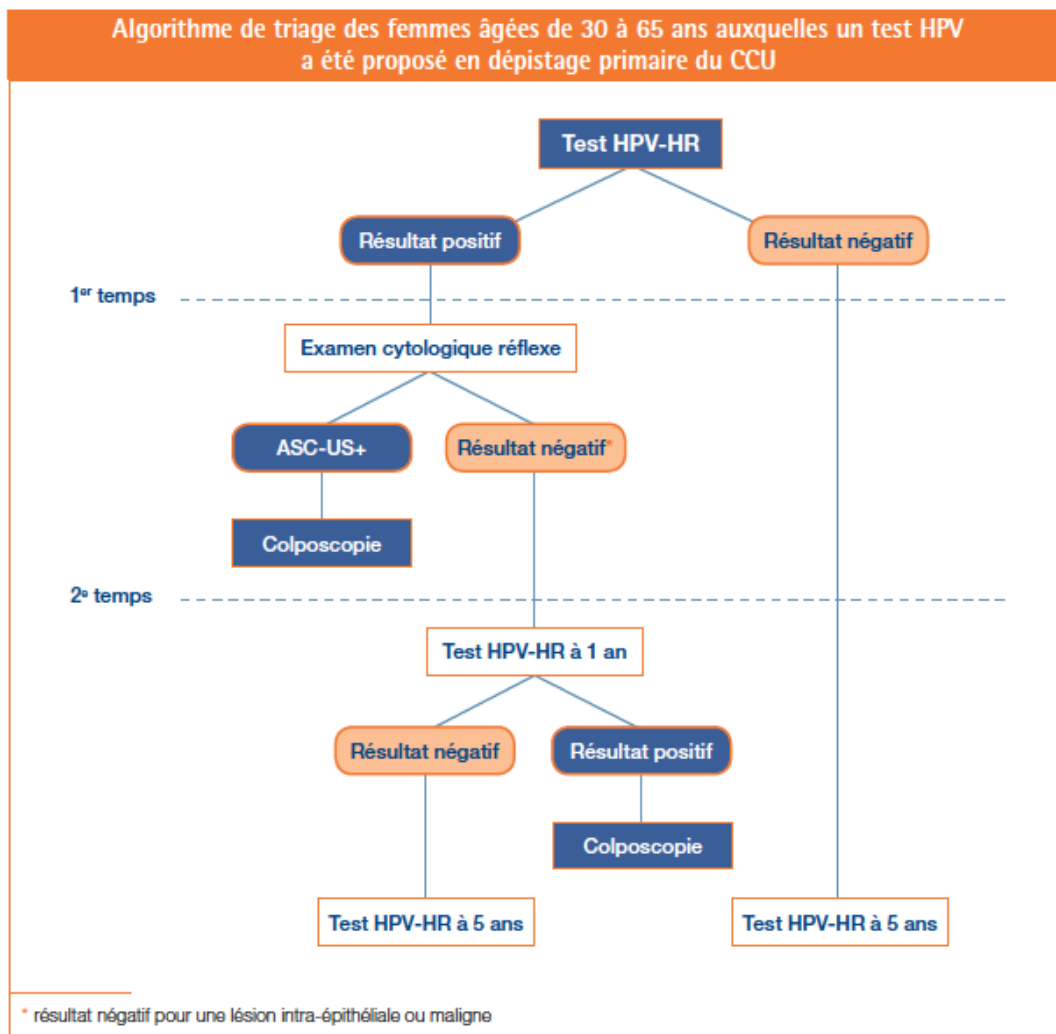 Algorithme de triage des femmes âgées de 30 à 65 ans auxquelles un test HPV
a été proposé en dépistage primaire du CCU
Test HPV-HR
Résultat positif
Résultat négatif
1er temps
Examen cytologique réflexe
ASC-US+
Résultat négatif*
Colposcopie
2e temps
Test HPV-HR à 1 an
Résultat négatif
Résultat positif
Colposcopie
Test HPV-HR à 5 ans
Test HPV-HR à 5 ans
* résultat négatif pour une lésion intra-épithéliale ou maligne